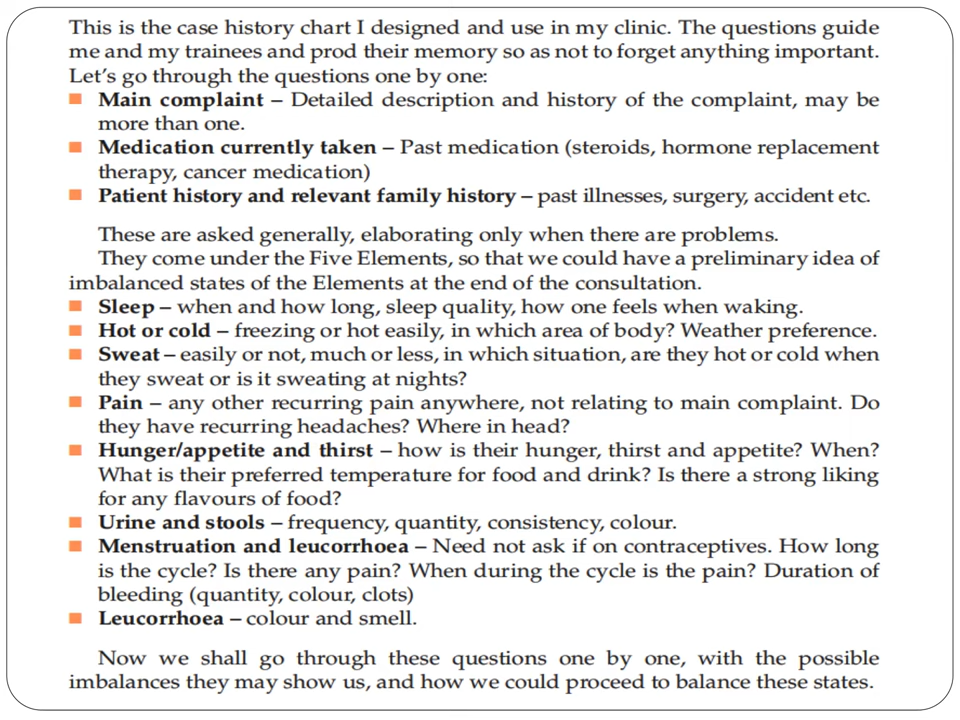 This is the case history chart I designed and use in my clinic. The questions guide
me and my trainees and prod their memory so as not to forget anything important.
Let's go through the questions one by one:
Main complaint – Detailed description and history of the complaint, may be
more than one.
Medication currently taken – Past medication (steroids, hormone replacement
therapy, cancer medication)
Patient history and relevant family history – past illnesses, surgery, accident etc.
These are asked generally, elaborating only when there are problems.
They come under the Five Elements, so that we could have a preliminary idea of
imbalanced states of the Elements at the end of the consultation.
Sleep – when and how long, sleep quality, how one feels when waking.
Hot or cold – freezing or hot easily, in which area of body? Weather preference.
Sweat – easily or not, much or less, in which situation, are they hot or cold when
they sweat or is it sweating at nights?
Pain – any other recurring pain anywhere, not relating to main complaint. Do
they have recurring headaches? Where in head?
Hunger/appetite and thirst – how is their hunger, thirst and appetite? When?
What is their preferred temperature for food and drink? Is there a strong liking
for any flavours of food?
Urine and stools – frequency, quantity, consistency, colour.
Menstruation and leucorrhoea – Need not ask if on contraceptives. How long
is the cycle? Is there any pain? When during the cycle is the pain? Duration of
bleeding (quantity, colour, clots)
Leucorrhoea – colour and smell.
Now we shall go through these questions one by one, with the possible
imbalances they may show us, and how we could proceed to balance these states.